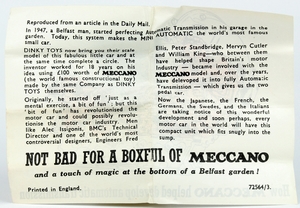 Reproduced from an article in the Daily Mail.
In 1947, a Belfast man, started perfecting
garden. Today, this system makes the MINI
small car.
DINKY TOYS now bring you their scale
model of this fabulous little car and at
the same time complete a circle. The
inventor worked for 18 years on his
idea using £100 worth of MECCANO
(the world famous constructional toy)
made by the same Company as DINKY
TOYS themselves.
Originally, he started off 'just as a
mental exercise, a bit of fun'; but this
'bit of fun' has revolutionised the
motor car and could possibly revolu-
tionise the motor car industry. Men
like Alec Issigonis, BMC's Technical
Director and one of the world's most
controversial designers, Engineers Fred
Automatic Transmission in his garage in the
AUTOMATIC the world's most famous
Ellis, Peter Standbridge, Mervyn Cutler
and William King—who between them
have helped shape Britain's motor
Industry — became involved with the
MECCANO model and, over the years,
have developed it into fully Automatic
Transmission — which gives us the two
pedal car.
Now the Japanese, the French, the
Germans, the Swedes, and the Italians
are taking notice of this wonderful
development and soon perhaps, every
motor car in the world will have this
compact unit which fits snugly into the
sump.
NOT BAD FOR A BOXFUL OF MECCANO
and a touch of magic at the bottom of a Belfast garden!
Printed in England.
72564/3.